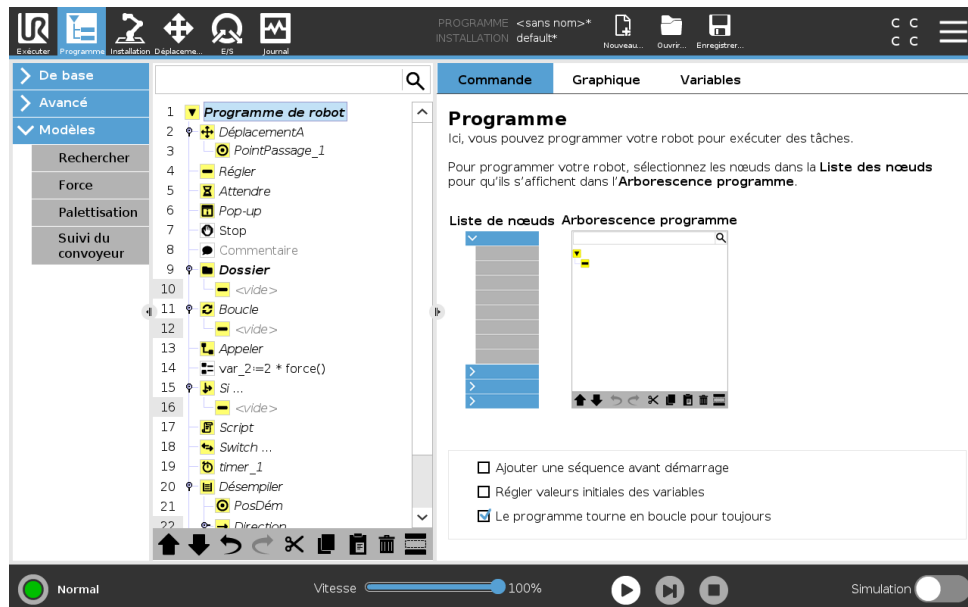 PROGRAMME <sans nom>*
INSTALLATION default*
Exécuter
Programme
Installation
Déplaceme...
E/S
Journal
Nouveau...
Ouvrir...
Enregistrer...
C C
C C
De base
Avancé
Modèles
Rechercher
Force
Palettisation
Suivi du
convoyeur
1 Programme de robot
2 DéplacementA
3 PointPassage_1
4 Régler
5 Attendre
6 Pop-up
7 Stop
8 Commentaire
9 Dossier
10 <vide>
11 Boucle
12 <vide>
13 Appeler
14 var_2:=2 * force()
15 Si ...
16 <vide>
17 Script
18 Switch ...
19 timer_1
20 Désempiler
21 PosDém
22 Direction
Commande
Graphique
Variables
Programme
Ici, vous pouvez programmer votre robot pour exécuter des tâches.
Pour programmer votre robot, sélectionnez les nœuds dans la Liste des nœuds
pour qu'ils s'affichent dans l'Arborescence programme.
Liste de nœuds Arborescence programme
Ajouter une séquence avant démarrage
Régler valeurs initiales des variables
Le programme tourne en boucle pour toujours
Normal
Vitesse
100%
Simulation